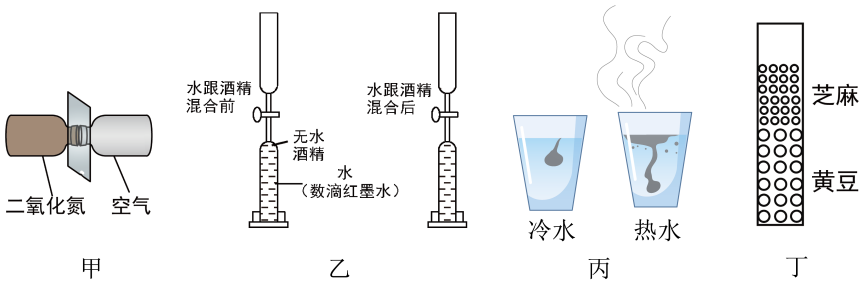 二氧化氮
空气
甲
水跟酒精
混合前
无水
酒精
水
（数滴红墨水）
水跟酒精
混合后
乙
冷水
热水
丙
芝麻
黄豆
丁